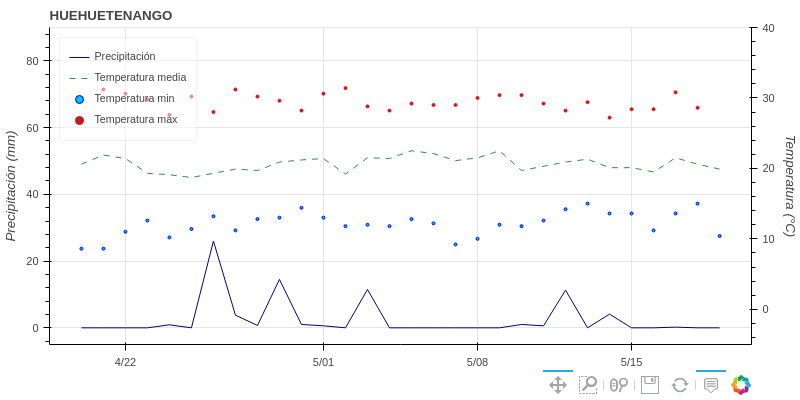 HUEHUETENANGO
Precipitación
Temperatura media
Temperatura min
Temperatura máx
Precipitación (mm)
80
60
40
20
0
Temperatura (°C)
40
30
20
10
0
4/22
5/01
5/08
5/15